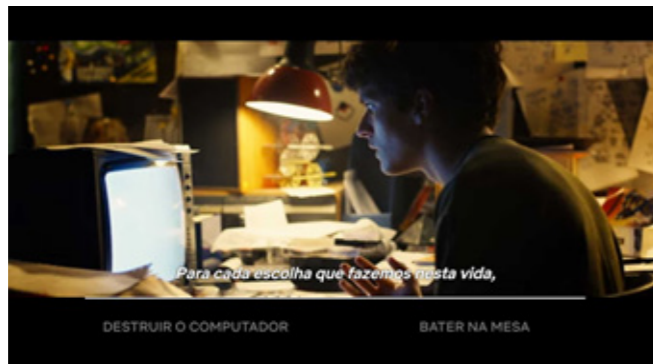 Para cada escolha que fazemos nesta vida,
DESTRUIR O COMPUTADOR
BATER NA MESA